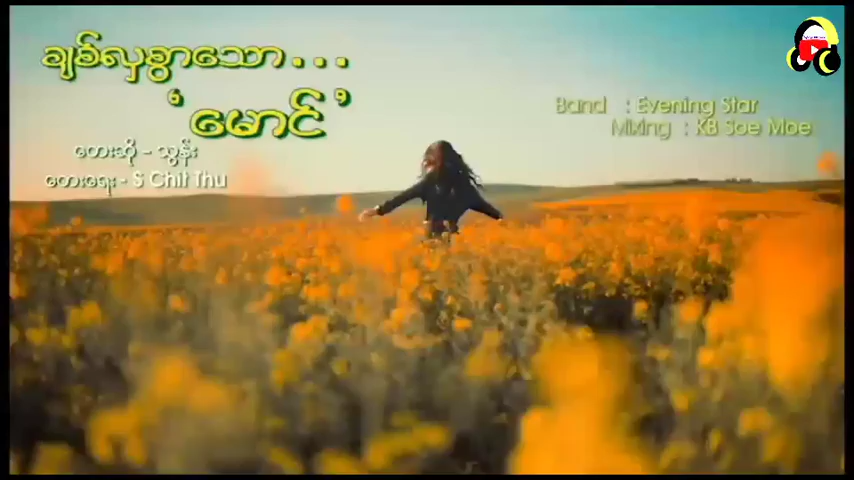 ချစ်လှစွာသော...
‘မောင်’
တေးဆို - သွန်း
တေးရေး - S Chit Thu
Band : Evening Star
Mixing : KB Soe Moe